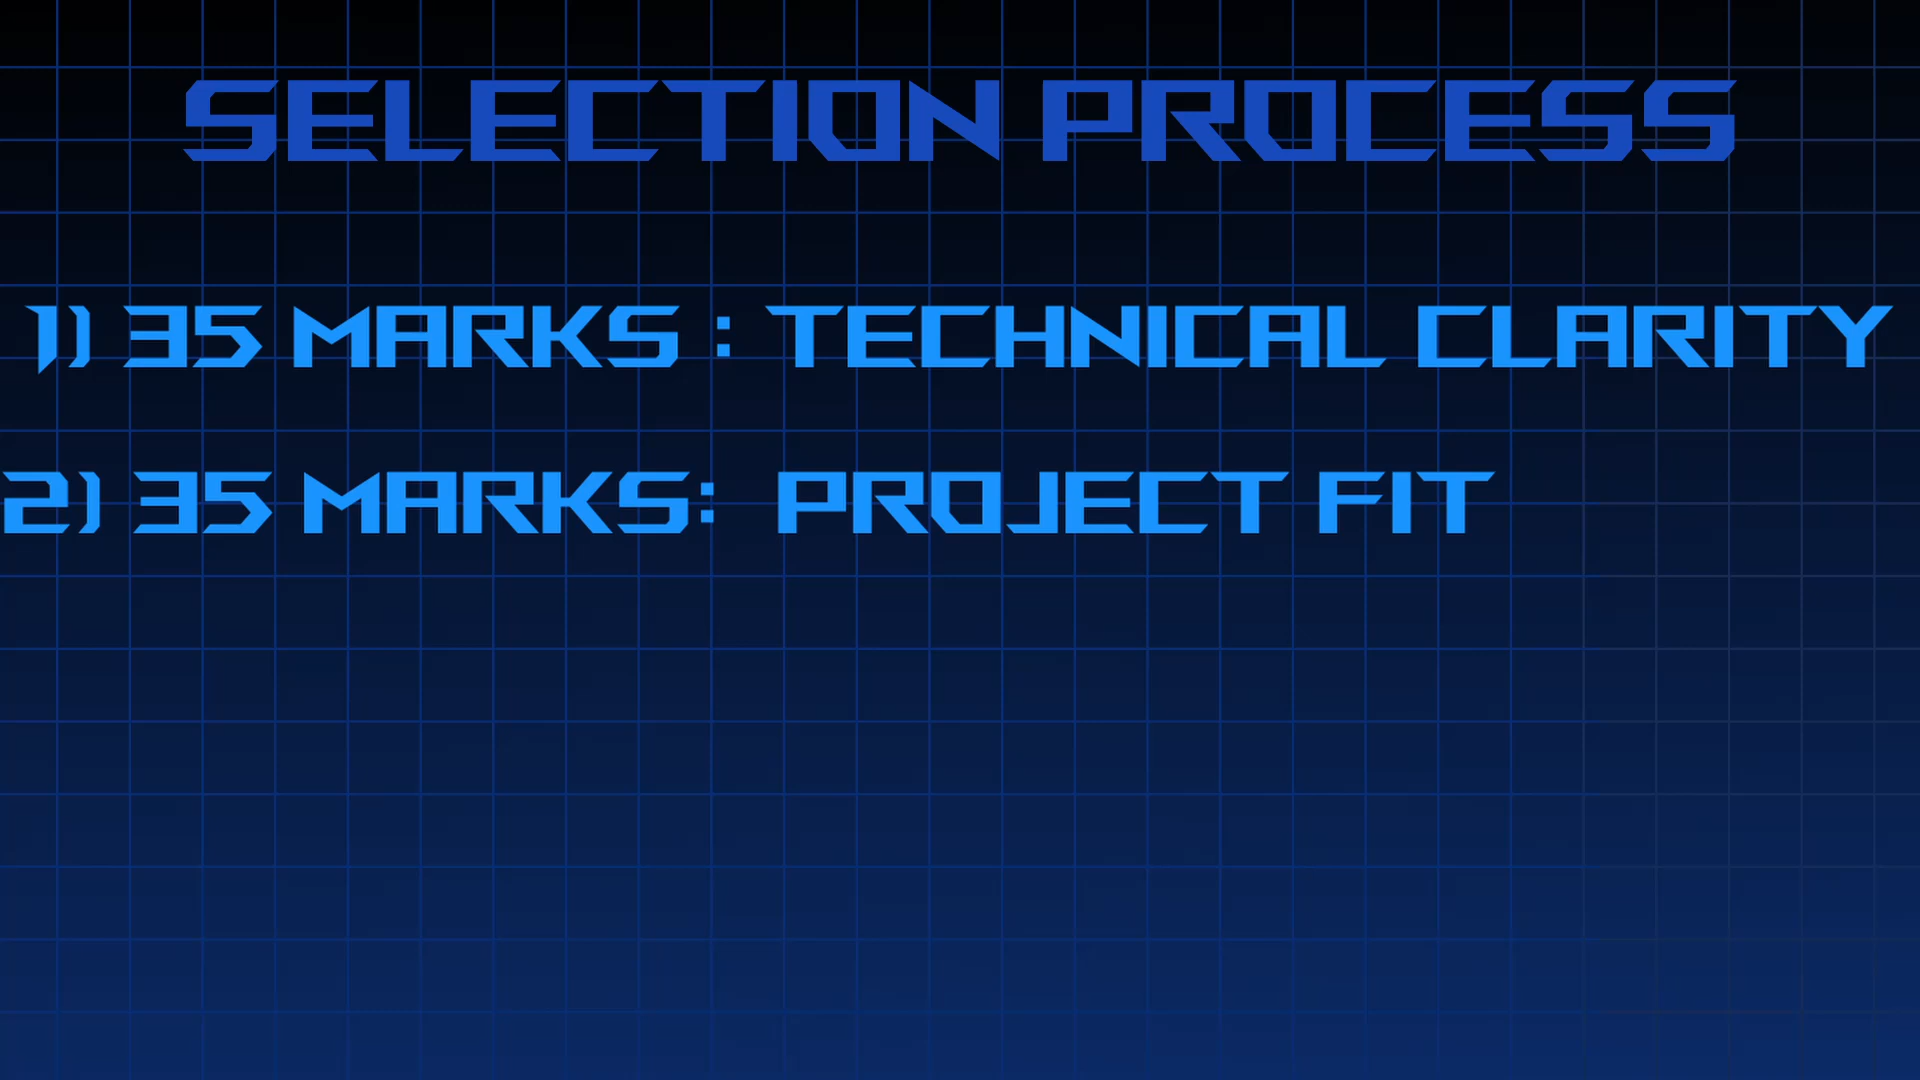 SELECTION PROCESS
1) 35 MARKS : TECHNICAL CLARITY
2) 35 MARKS: PROJECT FIT